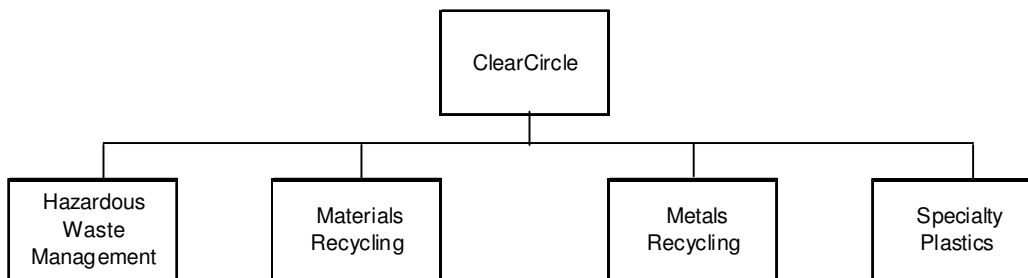 ClearCircle
Hazardous
Waste
Management
Materials
Recycling
Metals
Recycling
Specialty
Plastics